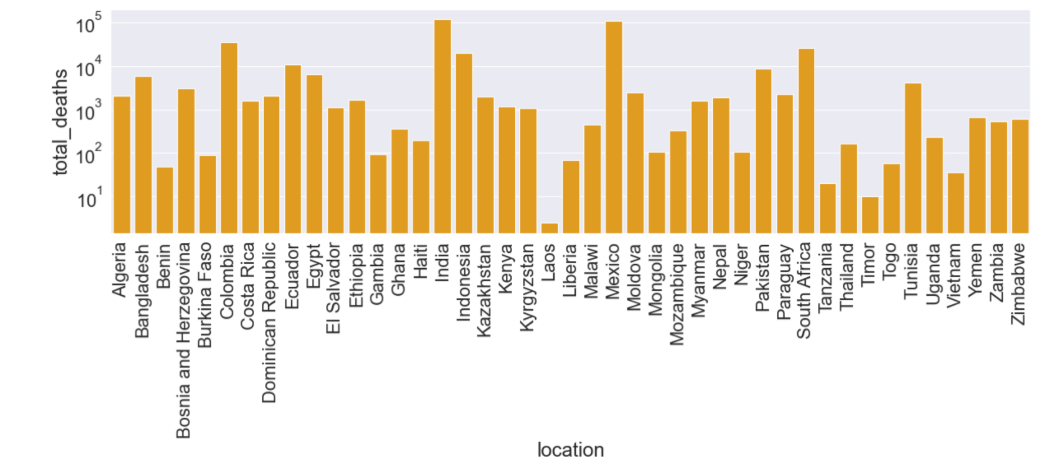 10^5
10^4
10^3
10^2
10^1
total_deaths
Algeria
Bangladesh
Benin
Bosnia and Herzegovina
Burkina Faso
Colombia
Costa Rica
Dominican Republic
Ecuador
Egypt
El Salvador
Ethiopia
Gambia
Ghana
Haiti
India
Indonesia
Kazakhstan
Kenya
Kyrgyzstan
Laos
Liberia
Malawi
Mexico
Moldova
Mongolia
Mozambique
Myanmar
Nepal
Niger
Pakistan
Paraguay
South Africa
Tanzania
Thailand
Timor
Togo
Tunisia
Uganda
Vietnam
Yemen
Zambia
Zimbabwe
location